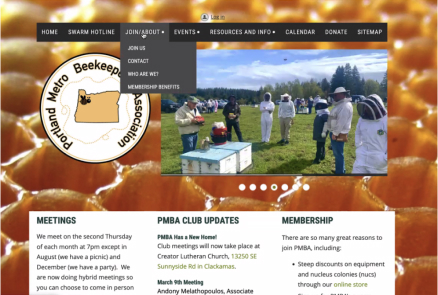 Log in
HOME SWARM HOTLINE JOIN/ABOUT EVENTS RESOURCES AND INFO CALENDAR DONATE SITEMAP
JOIN US
CONTACT
WHO ARE WE?
MEMBERSHIP BENEFITS
Portland Metro Beekeepers Association
MEETINGS
We meet on the second Thursday
of each month at 7pm except in
August (we have a picnic) and
December (we have a party). We
are now doing hybrid meetings so
you can choose to come in person
PMBA CLUB UPDATES
PMBA Has a New Home!
Club meetings will now take place at
Creator Lutheran Church, 13250 SE
Sunnyside Rd in Clackamas.
March 9th Meeting
Andony Melathopoulos, Associate
MEMBERSHIP
There are so many great reasons to
join PMBA, including:
• Steep discounts on equipment
and nucleus colonies (nucs)
through our online store